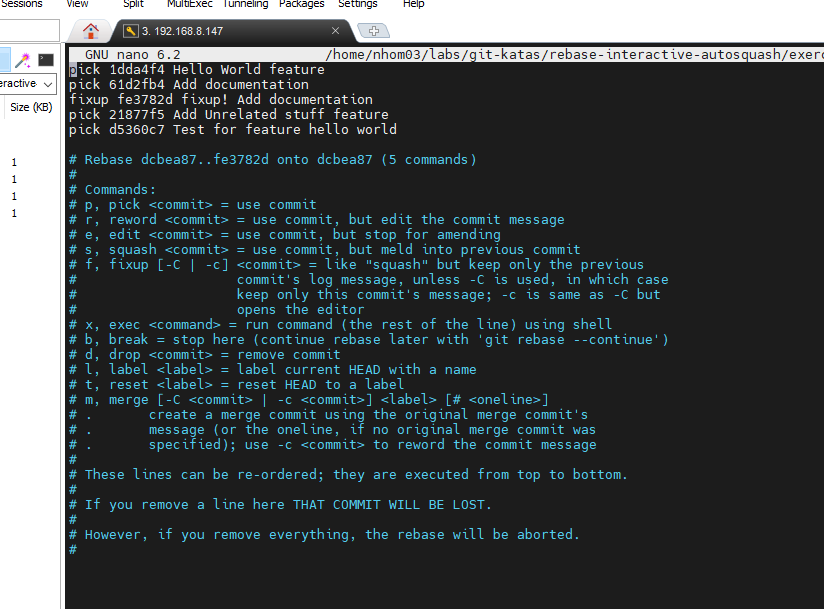 Sessions View Split MultiExec Tunneling Packages Settings Help
3. 192.168.8.147
eractive-
Size (KB)
1
1
1
1
GNU nano 6.2 /home/nhom03/labs/git-katas/rebase-interactive-autosquash/exerc
pick 1dda4f4 Hello World feature
pick 61d2fb4 Add documentation
fixup fe3782d fixup! Add documentation
pick 21877f5 Add Unrelated stuff feature
pick d5360c7 Test for feature hello world
# Rebase dcbea87..fe3782d onto dcbea87 (5 commands)
#
# Commands:
# p, pick <commit> = use commit
# r, reword <commit> = use commit, but edit the commit message
# e, edit <commit> = use commit, but stop for amending
# s, squash <commit> = use commit, but meld into previous commit
# f, fixup [-C | -c] <commit> = like "squash" but keep only the previous
# commit's log message, unless -C is used, in which case
# keep only this commit's message; -c is same as -C but
# opens the editor
# x, exec <command> = run command (the rest of the line) using shell
# b, break = stop here (continue rebase later with 'git rebase --continue')
# d, drop <commit> = remove commit
# l, label <label> = label current HEAD with a name
# t, reset <label> = reset HEAD to a label
# m, merge [-C <commit> | -c <commit>] <label> [# <oneline>]
# . create a merge commit using the original merge commit's
# . message (or the oneline, if no original merge commit was
# . specified); use -c <commit> to reword the commit message
#
# These lines can be re-ordered; they are executed from top to bottom.
#
# If you remove a line here THAT COMMIT WILL BE LOST.
#
# However, if you remove everything, the rebase will be aborted.
#